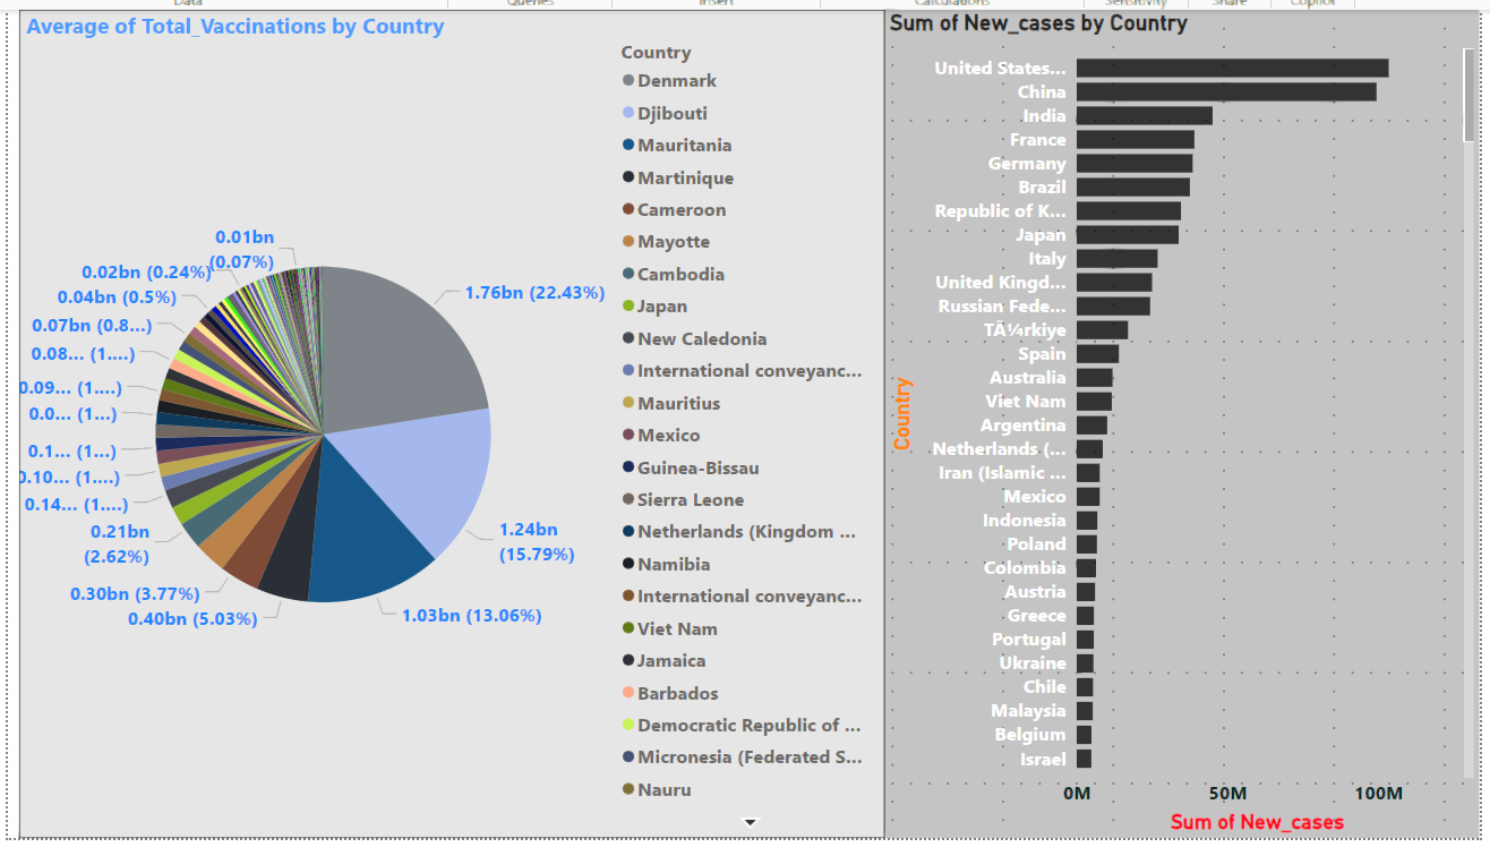 Data
Queries
Insert
Calculations
Sensitivity
Share
Copilot
Average of Total_Vaccinations by Country
Country
Denmark
Djibouti
Mauritania
Martinique
Cameroon
Mayotte
Cambodia
Japan
New Caledonia
International conveyanc...
Mauritius
Mexico
Guinea-Bissau
Sierra Leone
Netherlands (Kingdom ...
Namibia
International conveyanc...
Viet Nam
Jamaica
Barbados
Democratic Republic of ...
Micronesia (Federated S...
Nauru
0.01bn
(0.07%)
0.02bn (0.24%)
0.04bn (0.5%)
0.07bn (0.8...)
0.08... (1....)
0.09... (1....)
0.0... (1...)
0.1... (1...)
0.10... (1....)
0.14... (1....)
0.21bn
(2.62%)
0.30bn (3.77%)
0.40bn (5.03%)
1.03bn (13.06%)
1.24bn
(15.79%)
1.76bn (22.43%)
Sum of New_cases by Country
Country
United States...
China
India
France
Germany
Brazil
Republic of K...
Japan
Italy
United Kingd...
Russian Fede...
TÃ¼rkiye
Spain
Australia
Viet Nam
Argentina
Netherlands (...
Iran (Islamic ...
Mexico
Indonesia
Poland
Colombia
Austria
Greece
Portugal
Ukraine
Chile
Malaysia
Belgium
Israel
0M 50M 100M
Sum of New_cases